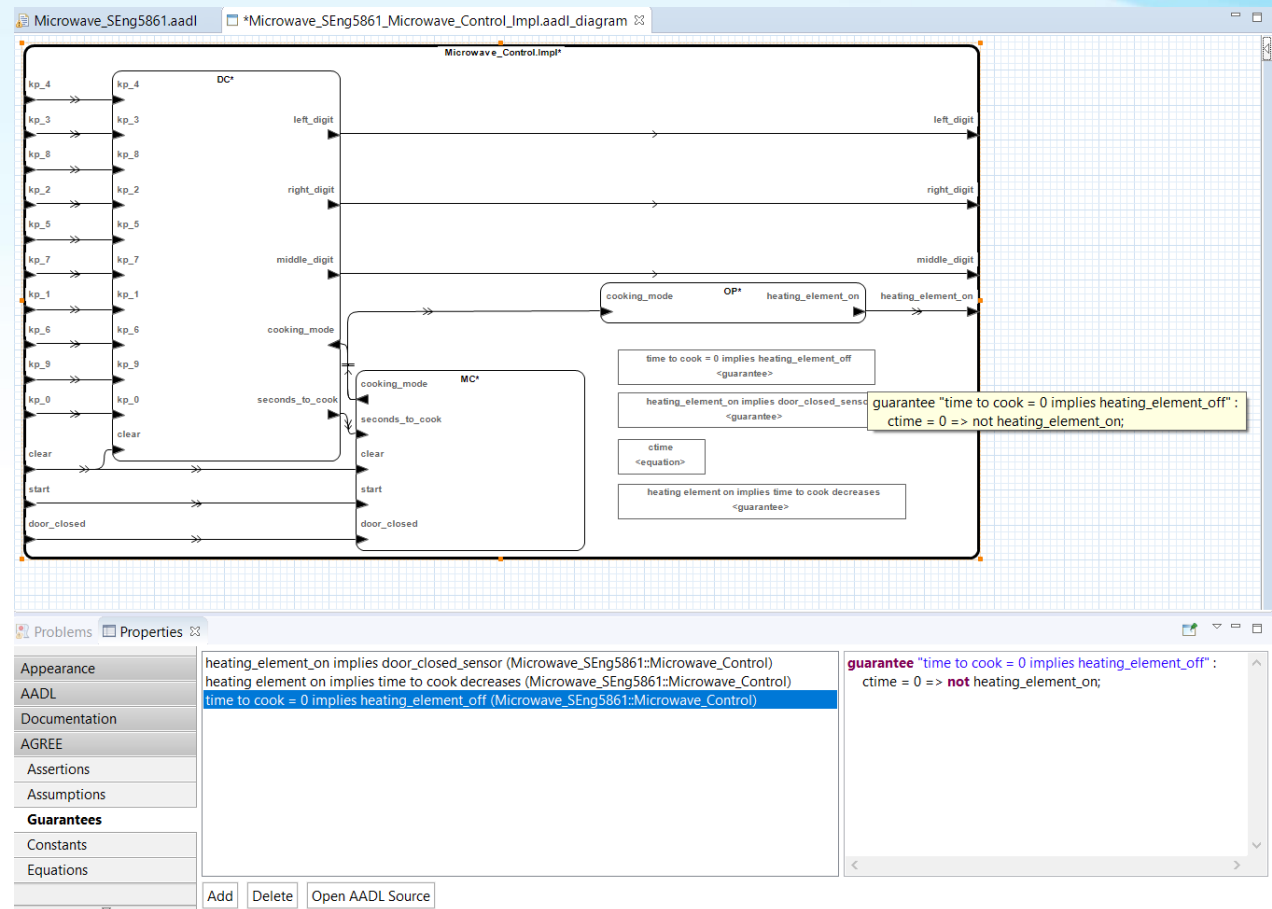 Microwave_SEng5861.aadl
*Microwave_SEng5861_Microwave_Control_Impl.aadl_diagram
Microwave_Control.Impl*
DC*
kp_4
kp_4
kp_3
kp_3
left_digit
left_digit
kp_8
kp_8
kp_2
kp_2
right_digit
right_digit
kp_5
kp_5
kp_7
kp_7
middle_digit
middle_digit
kp_1
kp_1
cooking_mode
OP*
heating_element_on
heating_element_on
kp_6
kp_6
cooking_mode
kp_9
kp_9
time to cook = 0 implies heating_element_off
<guarantee>
cooking_mode
MC*
kp_0
kp_0
seconds_to_cook
heating_element_on implies door_closed_senso
<guarantee>
guarantee "time to cook = 0 implies heating_element_off" :
ctime = 0 => not heating_element_on;
seconds_to_cook
clear
clear
clear
ctime
<equation>
start
start
heating element on implies time to cook decreases
<guarantee>
door_closed
door_closed
Problems
Properties
Appearance
AADL
Documentation
AGREE
Assertions
Assumptions
Guarantees
Constants
Equations
heating_element_on implies door_closed_sensor (Microwave_SEng5861::Microwave_Control)
heating element on implies time to cook decreases (Microwave_SEng5861::Microwave_Control)
time to cook = 0 implies heating_element_off (Microwave_SEng5861::Microwave_Control)
guarantee "time to cook = 0 implies heating_element_off" :
ctime = 0 => not heating_element_on;
Add
Delete
Open AADL Source